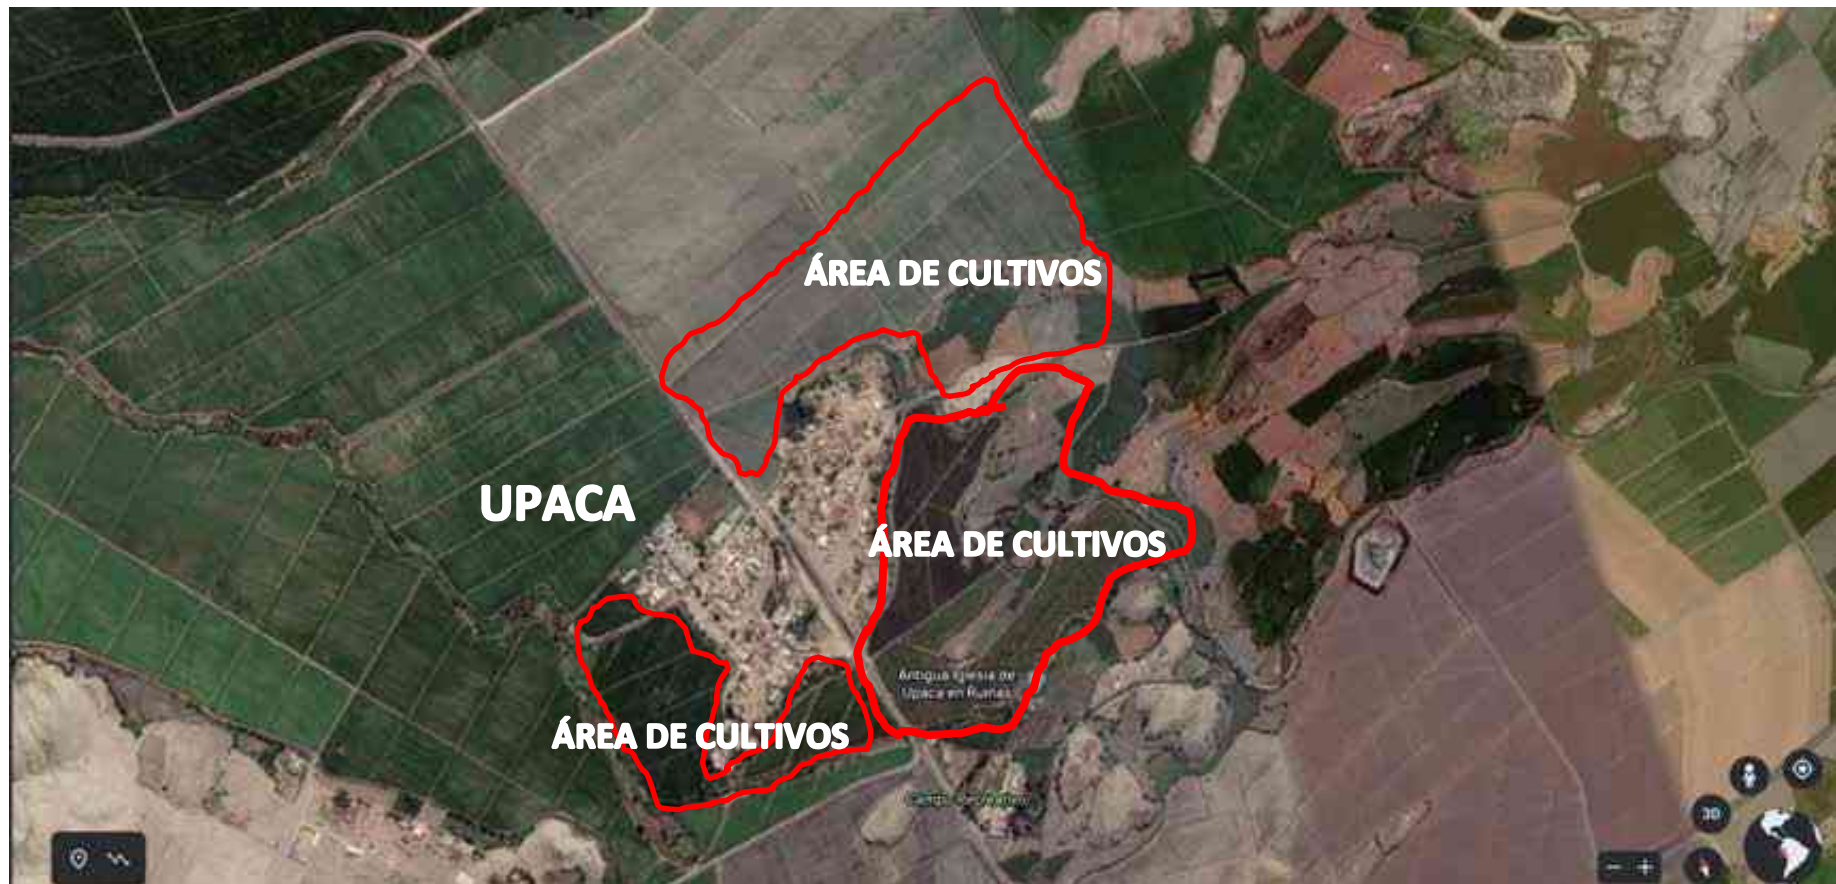 ÁREA DE CULTIVOS
UPACA
ÁREA DE CULTIVOS
Antigua Iglesia de
Upaca en Ruinas
ÁREA DE CULTIVOS
3D